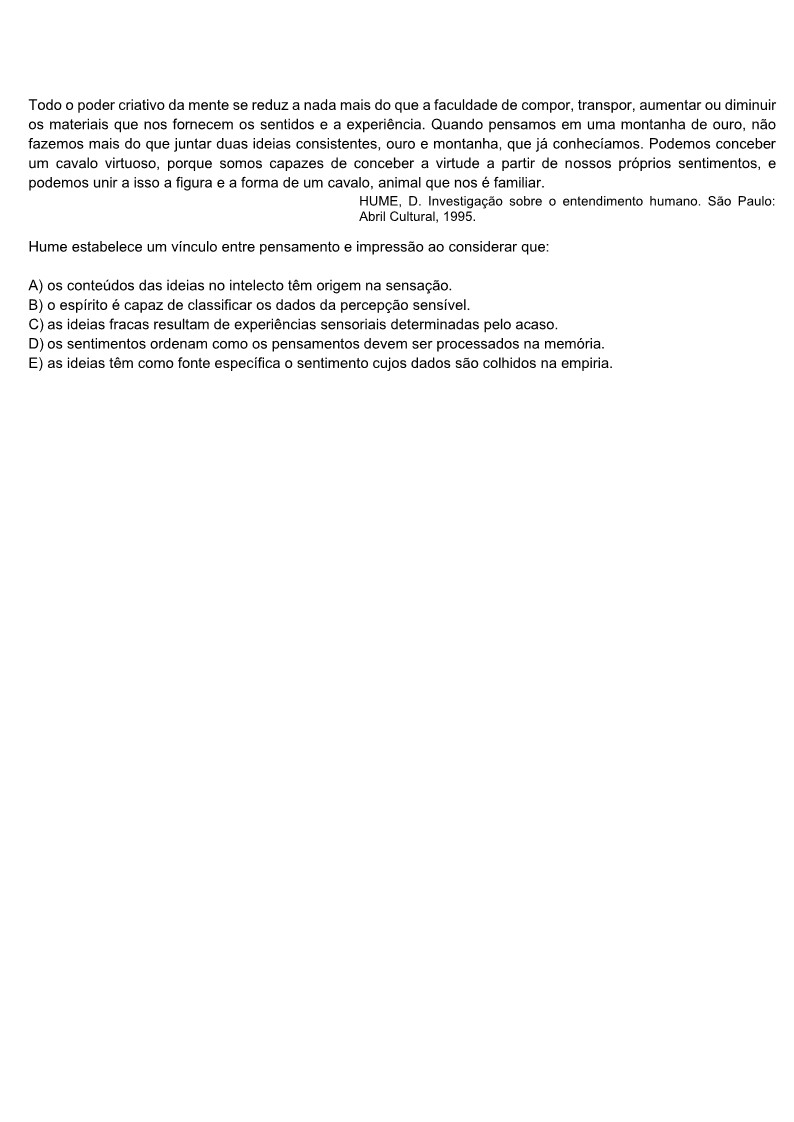 Todo o poder criativo da mente se reduz a nada mais do que a faculdade de compor, transpor, aumentar ou diminuir
os materiais que nos fornecem os sentidos e a experiência. Quando pensamos em uma montanha de ouro, não
fazemos mais do que juntar duas ideias consistentes, ouro e montanha, que já conhecíamos. Podemos conceber
um cavalo virtuoso, porque somos capazes de conceber a virtude a partir de nossos próprios sentimentos, e
podemos unir a isso a figura e a forma de um cavalo, animal que nos é familiar.
HUME, D. Investigação sobre o entendimento humano. São Paulo:
Abril Cultural, 1995.
Hume estabelece um vínculo entre pensamento e impressão ao considerar que:
A) os conteúdos das ideias no intelecto têm origem na sensação.
B) o espírito é capaz de classificar os dados da percepção sensível.
C) as ideias fracas resultam de experiências sensoriais determinadas pelo acaso.
D) os sentimentos ordenam como os pensamentos devem ser processados na memória.
E) as ideias têm como fonte específica o sentimento cujos dados são colhidos na empiria.